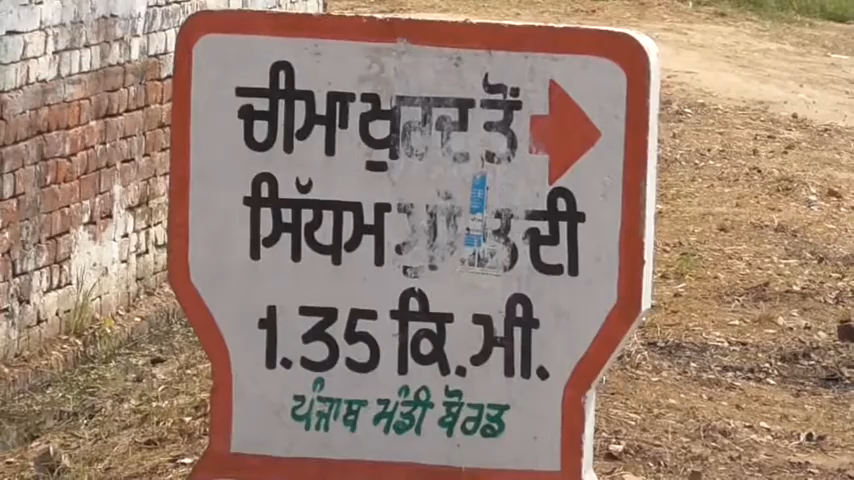 ਚੀਮਾ ਖੁਰਦ ਤੋਂ
ਸਿੱਧਮ
1.35 ਕਿ.ਮੀ.
ਪੰਜਾਬ ਮੰਡੀ ਬੋਰਡ